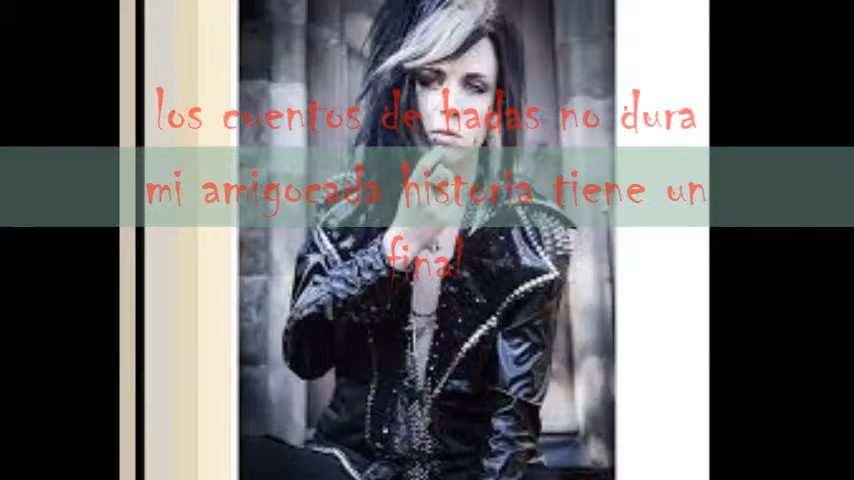 los cuentos de hadas no dura
mi amigocada historia tiene un
final